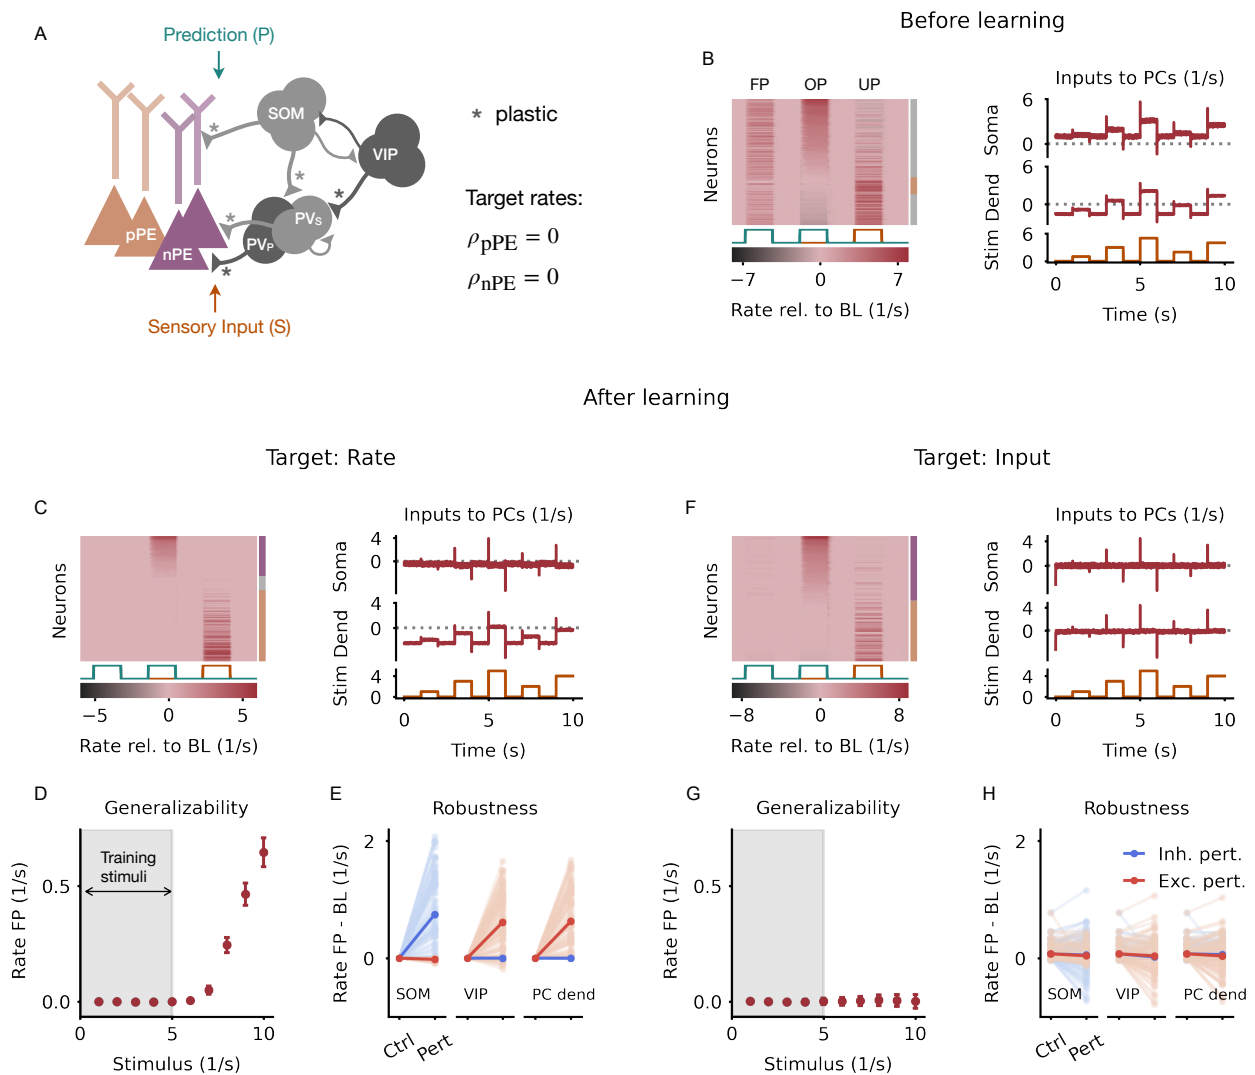 A
Prediction (P)
SOM
VIP
PVS
PVP
pPE
nPE
*
*
*
*
*
Sensory Input (S)
* plastic
Target rates:
ρpPE = 0
ρnPE = 0
Before learning
B
FP OP UP
Neurons
−7 0 7
Rate rel. to BL (1/s)
Inputs to PCs (1/s)
Soma
6
0
Dend
6
0
Stim
6
0
0 5 10
Time (s)
After learning
Target: Rate
C
Neurons
−5 0 5
Rate rel. to BL (1/s)
Inputs to PCs (1/s)
Soma
4
0
Dend
4
0
Stim
4
0
0 5 10
Time (s)
D
Generalizability
Training
stimuli
Rate FP (1/s)
0.5
0.0
0 5 10
Stimulus (1/s)
E
Robustness
Rate FP - BL (1/s)
2
0
SOM VIP PC dend
Ctrl Pert
Target: Input
F
Neurons
−8 0 8
Rate rel. to BL (1/s)
Inputs to PCs (1/s)
Soma
4
0
Dend
4
0
Stim
4
0
0 5 10
Time (s)
G
Generalizability
Rate FP (1/s)
0.5
0.0
0 5 10
Stimulus (1/s)
H
Robustness
Rate FP - BL (1/s)
2
0
Inh. pert.
Exc. pert.
SOM VIP PC dend
Ctrl Pert